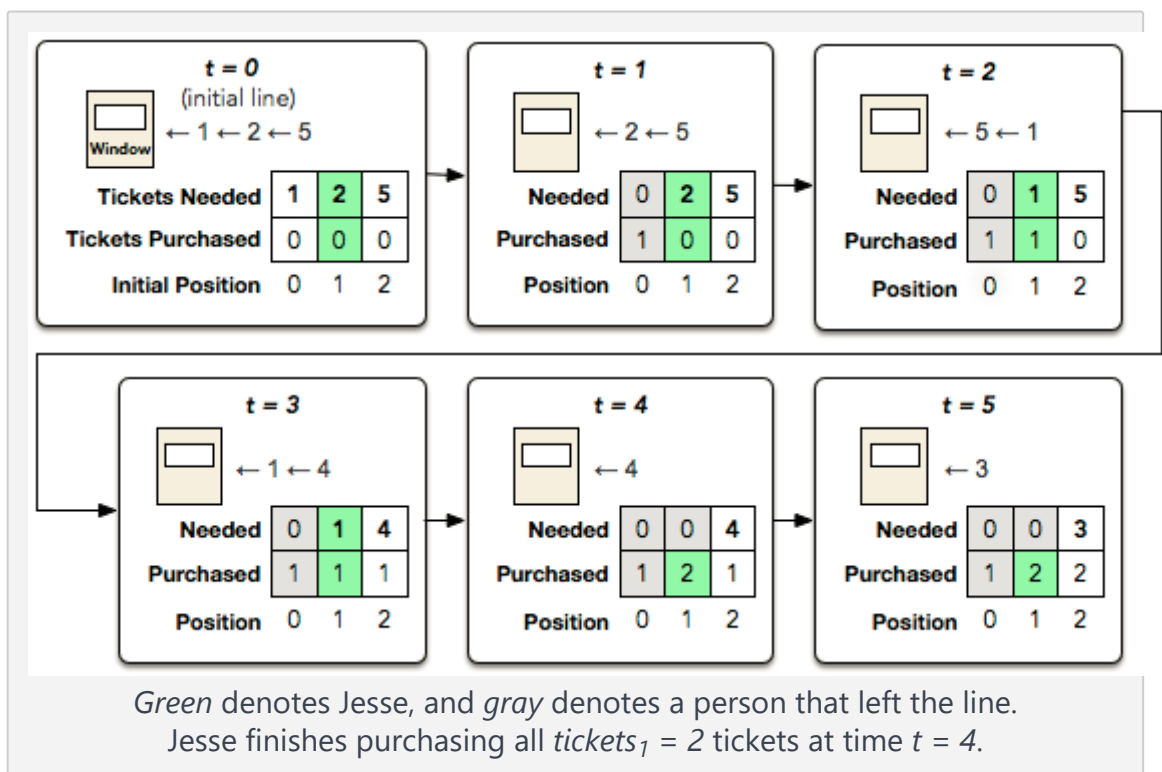 t = 0
(initial line)
Window
← 1 ← 2 ← 5
Tickets Needed 1 2 5
Tickets Purchased 0 0 0
Initial Position 0 1 2
t = 1
← 2 ← 5
Needed 0 2 5
Purchased 1 0 0
Position 0 1 2
t = 2
← 5 ← 1
Needed 0 1 5
Purchased 1 1 0
Position 0 1 2
t = 3
← 1 ← 4
Needed 0 1 4
Purchased 1 1 1
Position 0 1 2
t = 4
← 4
Needed 0 0 4
Purchased 1 2 1
Position 0 1 2
t = 5
← 3
Needed 0 0 3
Purchased 1 2 2
Position 0 1 2
Green denotes Jesse, and gray denotes a person that left the line.
Jesse finishes purchasing all tickets₁ = 2 tickets at time t = 4.